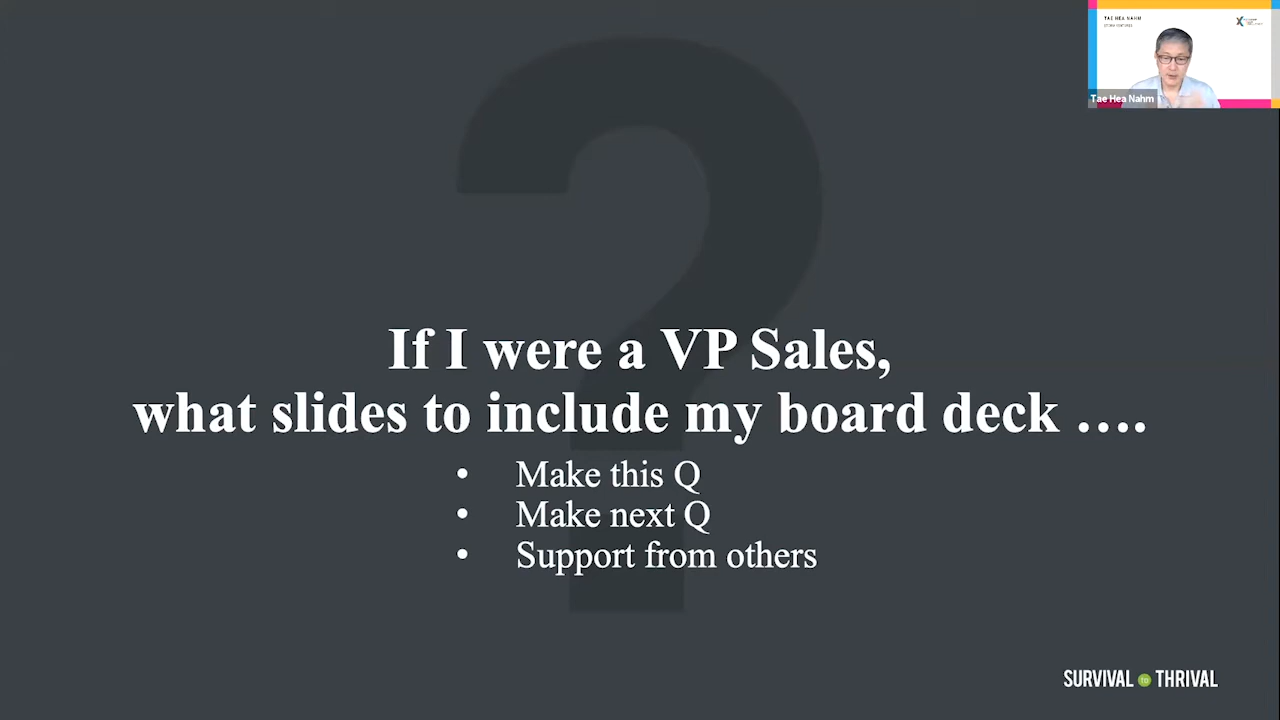 TAE HEA NAHM
Tae Hea Nahm
If I were a VP Sales,
what slides to include my board deck ....
• Make this Q
• Make next Q
• Support from others
SURVIVAL TO THRIVAL